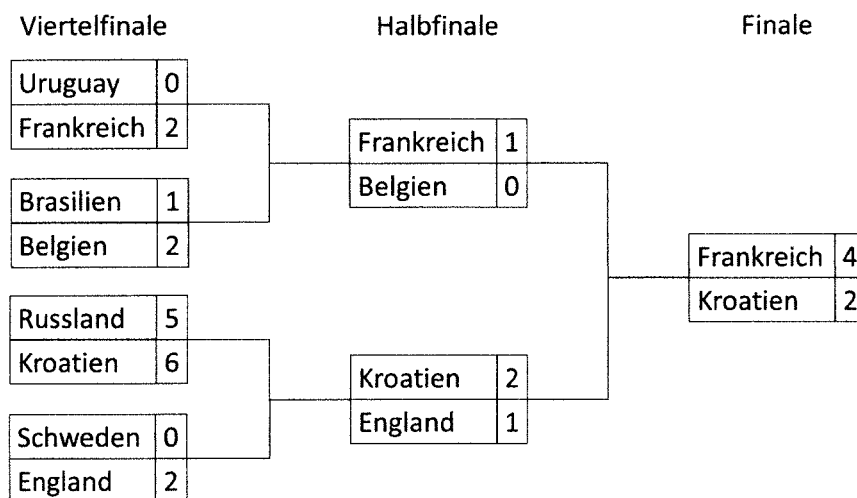 Viertelfinale
Uruguay 0
Frankreich 2
Brasilien 1
Belgien 2
Russland 5
Kroatien 6
Schweden 0
England 2
Halbfinale
Frankreich 1
Belgien 0
Kroatien 2
England 1
Finale
Frankreich 4
Kroatien 2